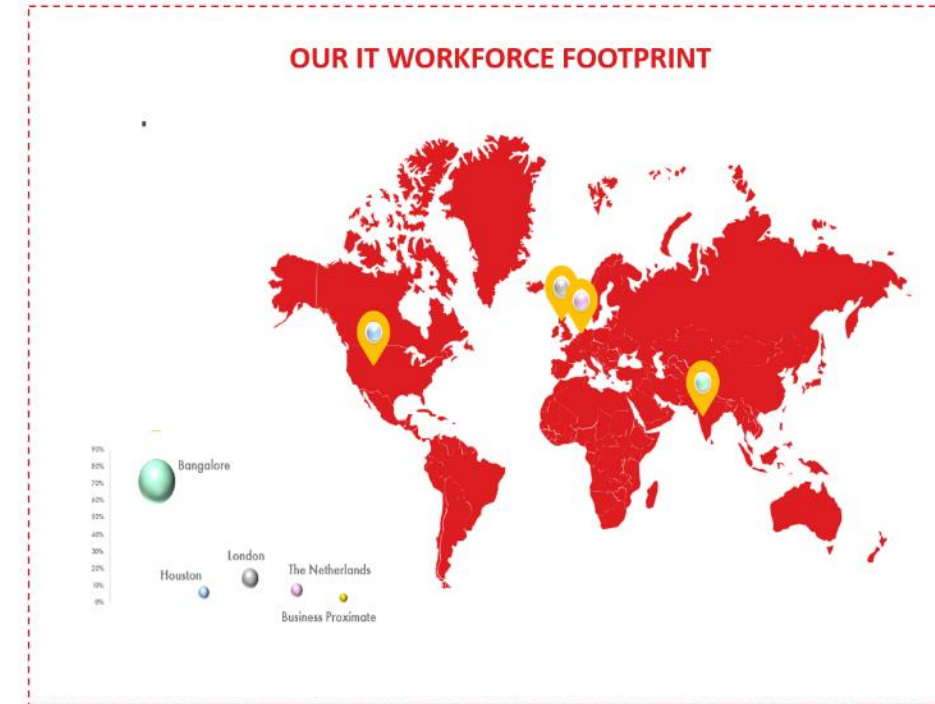 OUR IT WORKFORCE FOOTPRINT
90%
80%
70%
60%
50%
40%
30%
20%
10%
0%
Bangalore
Houston
London
The Netherlands
Business Proximate